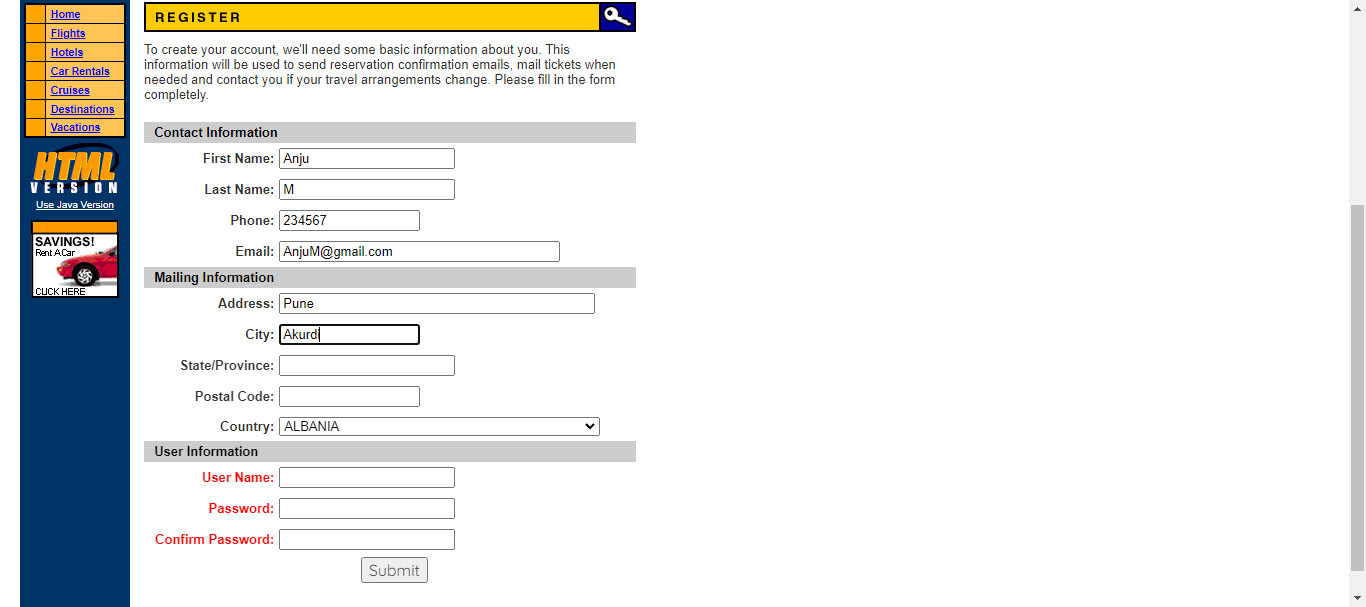 Home
Flights
Hotels
Car Rentals
Cruises
Destinations
Vacations
HTML
VERSION
Use Java Version
SAVINGS!
Rent A Car
CLICK HERE
REGISTER
To create your account, we'll need some basic information about you. This
information will be used to send reservation confirmation emails, mail tickets when
needed and contact you if your travel arrangements change. Please fill in the form
completely.
Contact Information
First Name: Anju
Last Name: M
Phone: 234567
Email: AnjuM@gmail.com
Mailing Information
Address: Pune
City: Akurdi
State/Province:
Postal Code:
Country: ALBANIA
User Information
User Name:
Password:
Confirm Password:
Submit